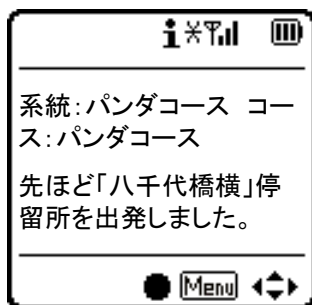 系統:パンダコース コー
ス:パンダコース
先ほど「八千代橋横」停
留所を出発しました。
Menu